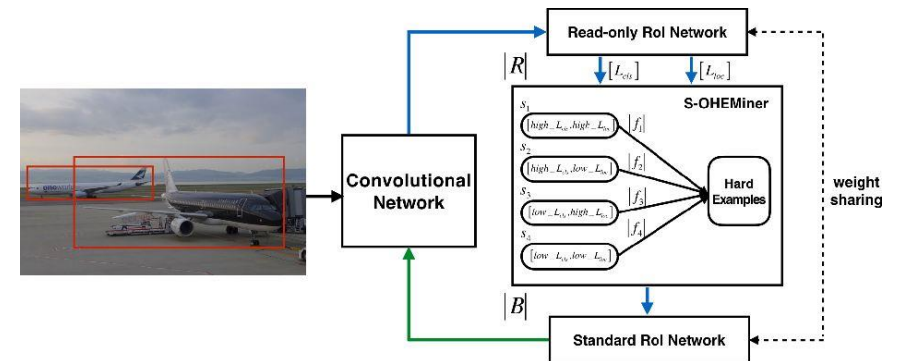 Read-only RoI Network
|R|
[L_cls]
[L_loc]
S-OHEMiner
s_1
[high_L_cls, high_L_loc]
|f_1|
s_2
[high_L_cls, low_L_loc]
|f_2|
s_3
[low_L_cls, high_L_loc]
|f_3|
s_4
[low_L_cls, low_L_loc]
|f_4|
Hard
Examples
Convolutional
Network
weight
sharing
|B|
Standard RoI Network